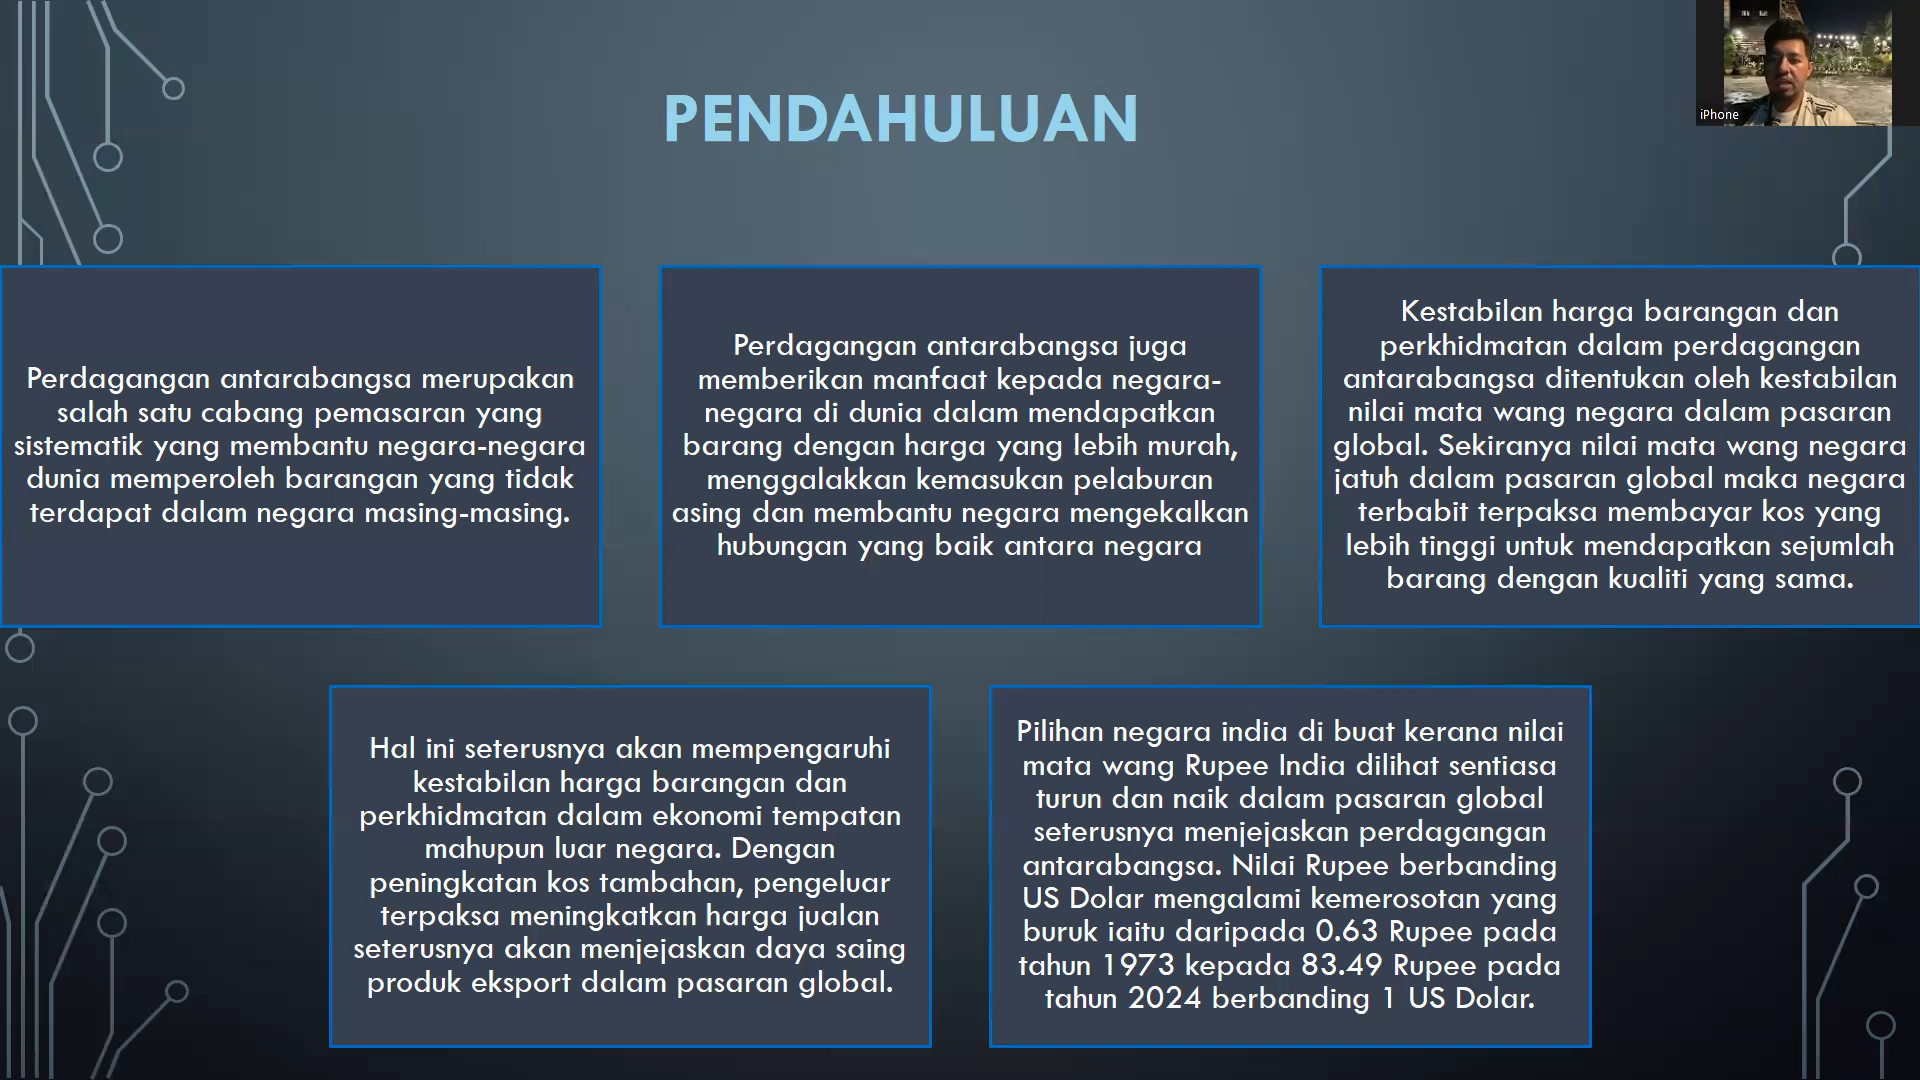 PENDAHULUAN
iPhone
Perdagangan antarabangsa merupakan
salah satu cabang pemasaran yang
sistematik yang membantu negara-negara
dunia memperoleh barangan yang tidak
terdapat dalam negara masing-masing.
Perdagangan antarabangsa juga
memberikan manfaat kepada negara-
negara di dunia dalam mendapatkan
barang dengan harga yang lebih murah,
menggalakkan kemasukan pelaburan
asing dan membantu negara mengekalkan
hubungan yang baik antara negara
Kestabilan harga barangan dan
perkhidmatan dalam perdagangan
antarabangsa ditentukan oleh kestabilan
nilai mata wang negara dalam pasaran
global. Sekiranya nilai mata wang negara
jatuh dalam pasaran global maka negara
terbabit terpaksa membayar kos yang
lebih tinggi untuk mendapatkan sejumlah
barang dengan kualiti yang sama.
Hal ini seterusnya akan mempengaruhi
kestabilan harga barangan dan
perkhidmatan dalam ekonomi tempatan
mahupun luar negara. Dengan
peningkatan kos tambahan, pengeluar
terpaksa meningkatkan harga jualan
seterusnya akan menjejaskan daya saing
produk eksport dalam pasaran global.
Pilihan negara india di buat kerana nilai
mata wang Rupee India dilihat sentiasa
turun dan naik dalam pasaran global
seterusnya menjejaskan perdagangan
antarabangsa. Nilai Rupee berbanding
US Dolar mengalami kemerosotan yang
buruk iaitu daripada 0.63 Rupee pada
tahun 1973 kepada 83.49 Rupee pada
tahun 2024 berbanding 1 US Dolar.